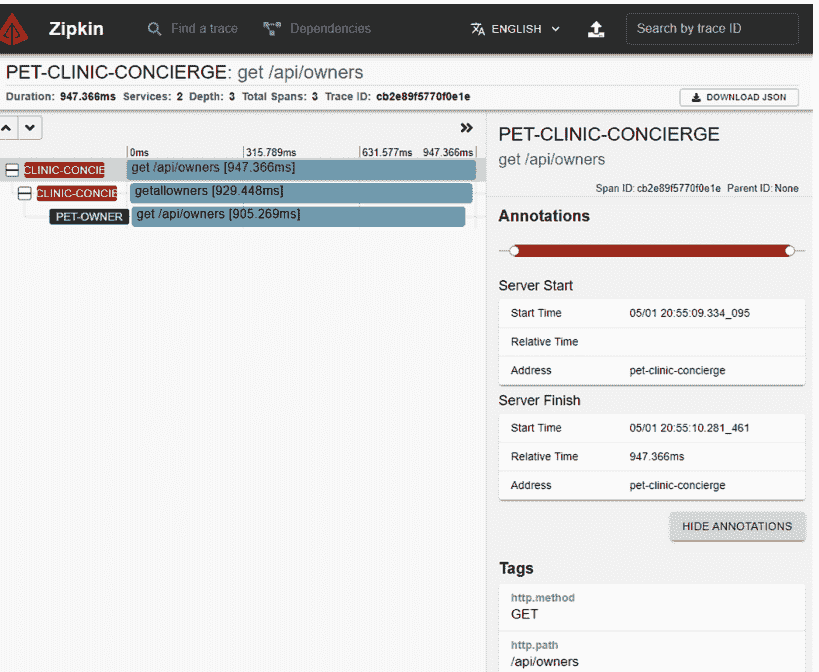 Zipkin
Find a trace
Dependencies
ENGLISH
Search by trace ID
PET-CLINIC-CONCIERGE: get /api/owners
Duration: 947.366ms Services: 2 Depth: 3 Total Spans: 3 Trace ID: cb2e89f5770f0e1e
DOWNLOAD JSON
0ms 315.789ms 631.577ms 947.366ms
CLINIC-CONCIE get /api/owners [947.366ms]
CLINIC-CONCIE getallowners [929.448ms]
PET-OWNER get /api/owners [905.269ms]
PET-CLINIC-CONCIERGE
get /api/owners
Span ID: cb2e89f5770f0e1e Parent ID: None
Annotations
Server Start
Start Time 05/01 20:55:09.334_095
Relative Time
Address pet-clinic-concierge
Server Finish
Start Time 05/01 20:55:10.281_461
Relative Time 947.366ms
Address pet-clinic-concierge
HIDE ANNOTATIONS
Tags
http.method
GET
http.path
/api/owners